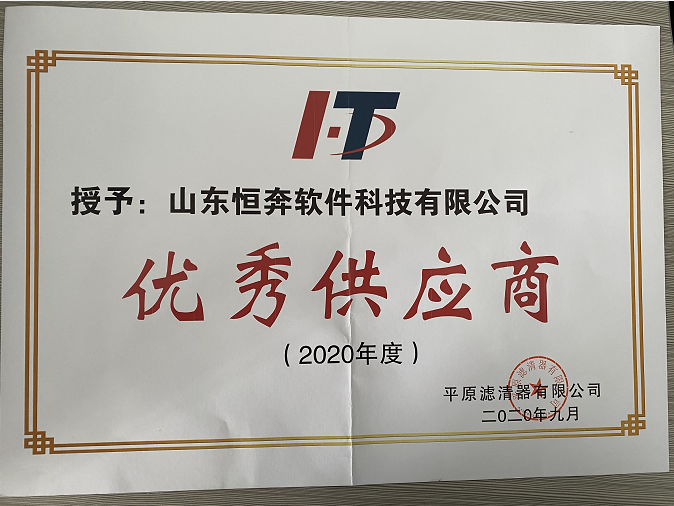 授予：山东恒奔软件科技有限公司
优秀供应商
（2020年度）
平原滤清器有限公司
二〇二〇年九月